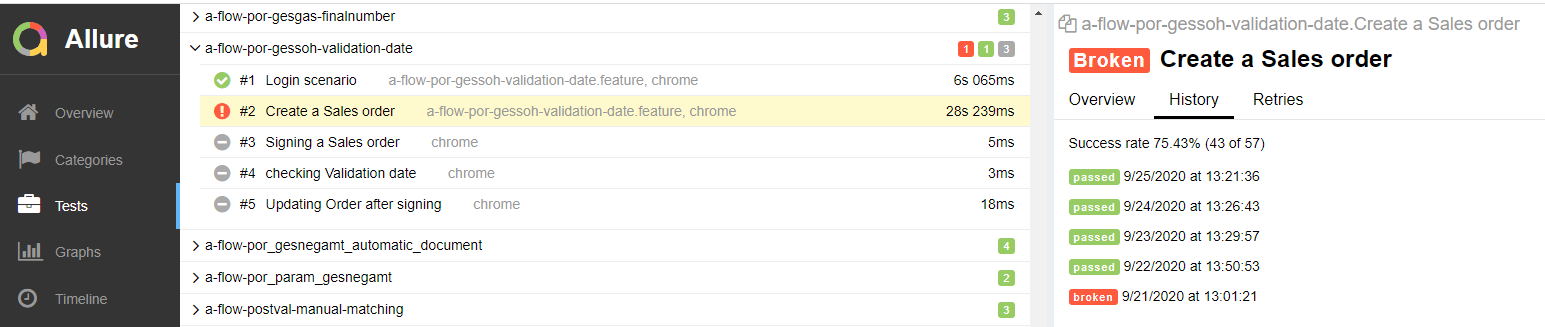 Allure
Overview
Categories
Tests
Graphs
Timeline
a-flow-por-gesgas-finalnumber 3
a-flow-por-gessoh-validation-date 1 1 3
#1 Login scenario a-flow-por-gessoh-validation-date.feature, chrome 6s 065ms
#2 Create a Sales order a-flow-por-gessoh-validation-date.feature, chrome 28s 239ms
#3 Signing a Sales order chrome 5ms
#4 checking Validation date chrome 3ms
#5 Updating Order after signing chrome 18ms
a-flow-por_gesnegamt_automatic_document 4
a-flow-por_param_gesnegamt 2
a-flow-postval-manual-matching 3
a-flow-por-gessoh-validation-date.Create a Sales order
Broken Create a Sales order
Overview History Retries
Success rate 75.43% (43 of 57)
passed 9/25/2020 at 13:21:36
passed 9/24/2020 at 13:26:43
passed 9/23/2020 at 13:29:57
passed 9/22/2020 at 13:50:53
broken 9/21/2020 at 13:01:21